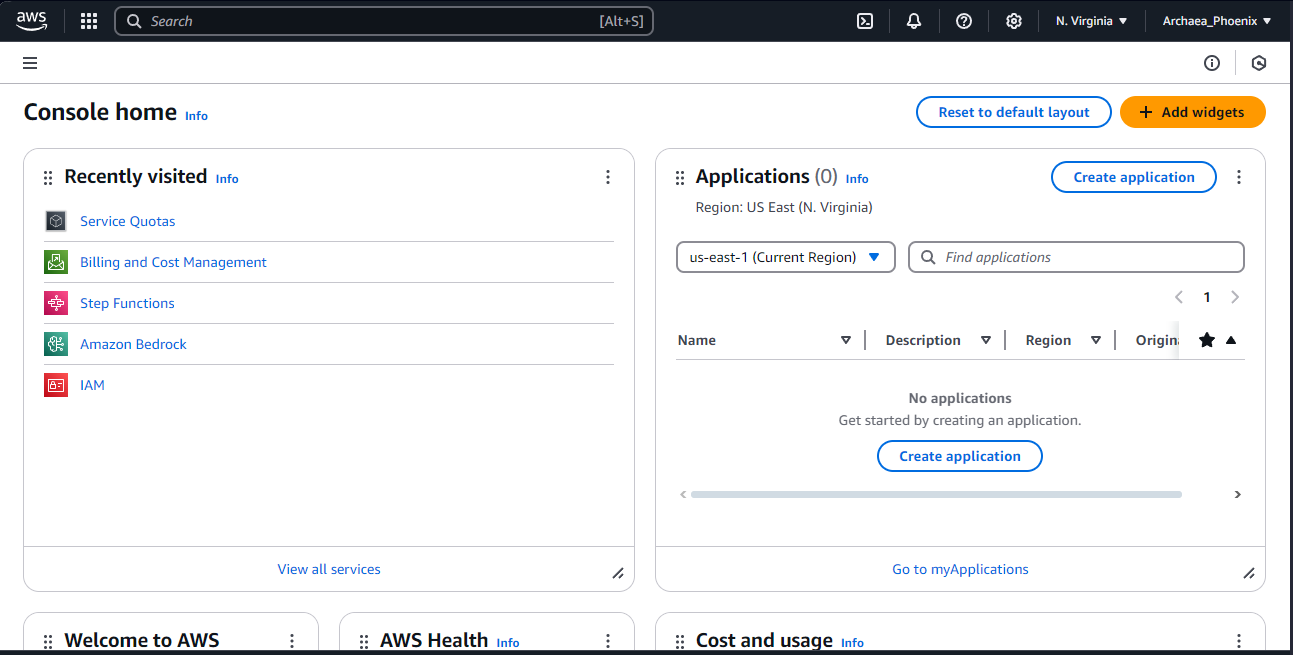 aws Search [Alt+S] N. Virginia Archaea_Phoenix
Console home Info Reset to default layout Add widgets
Recently visited Info
Service Quotas
Billing and Cost Management
Step Functions
Amazon Bedrock
IAM
View all services
Applications (0) Info Create application
Region: US East (N. Virginia)
us-east-1 (Current Region) Find applications
1
Name Description Region Origina
No applications
Get started by creating an application.
Create application
Go to myApplications
Welcome to AWS
AWS Health Info
Cost and usage Info